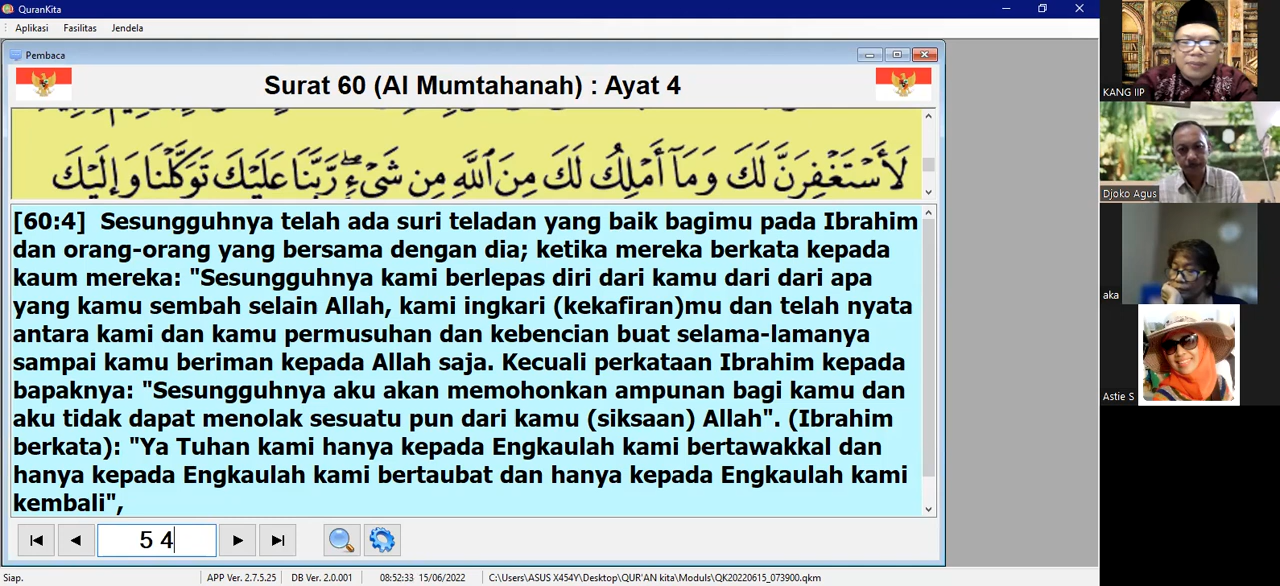 QuranKita
Aplikasi Fasilitas Jendela
Pembaca
Surat 60 (Al Mumtahanah) : Ayat 4
لَأَسْتَغْفِرَنَّ لَكَ وَمَآ أَمْلِكُ لَكَ مِنَ ٱللَّهِ مِن شَىْءٍ ۖ رَّبَّنَا عَلَيْكَ تَوَكَّلْنَا وَإِلَيْكَ
[60:4] Sesungguhnya telah ada suri teladan yang baik bagimu pada Ibrahim
dan orang-orang yang bersama dengan dia; ketika mereka berkata kepada
kaum mereka: "Sesungguhnya kami berlepas diri dari kamu dari dari apa
yang kamu sembah selain Allah, kami ingkari (kekafiran)mu dan telah nyata
antara kami dan kamu permusuhan dan kebencian buat selama-lamanya
sampai kamu beriman kepada Allah saja. Kecuali perkataan Ibrahim kepada
bapaknya: "Sesungguhnya aku akan memohonkan ampunan bagi kamu dan
aku tidak dapat menolak sesuatu pun dari kamu (siksaan) Allah". (Ibrahim
berkata): "Ya Tuhan kami hanya kepada Engkaulah kami bertawakkal dan
hanya kepada Engkaulah kami bertaubat dan hanya kepada Engkaulah kami
kembali",
5 4
Siap. APP Ver. 2.7.5.25 DB Ver. 2.0.001 08:52:33 15/06/2022 C:\Users\ASUS X454Y\Desktop\QUR'AN kita\Moduls\QK20220615_073900.qkm
KANG IIP
Djoko Agus
aka
Astie S